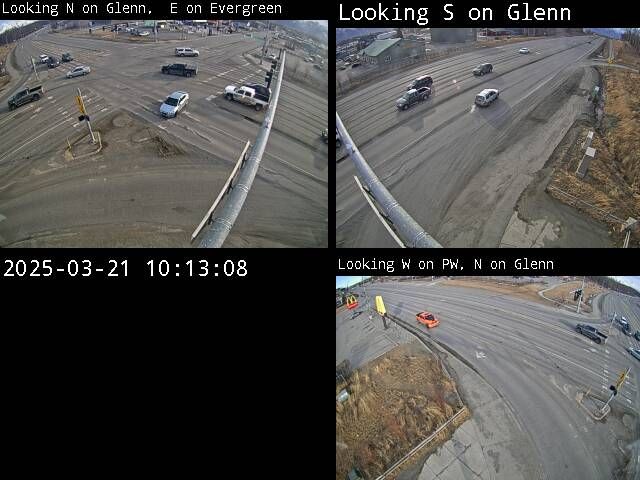 Looking N on Glenn,  E on Evergreen
Looking S on Glenn
2025-03-21 10:13:08
Looking W on PW, N on Glenn